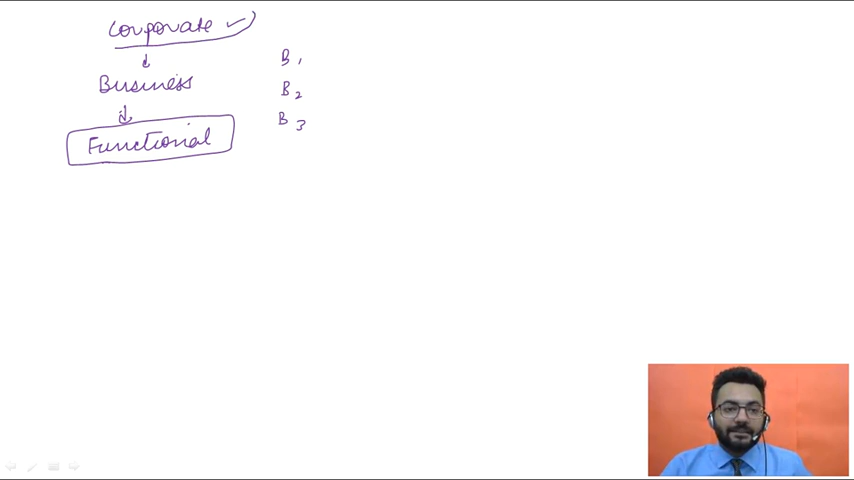 Corporate ✓
Business
Functional
B1
B2
B3